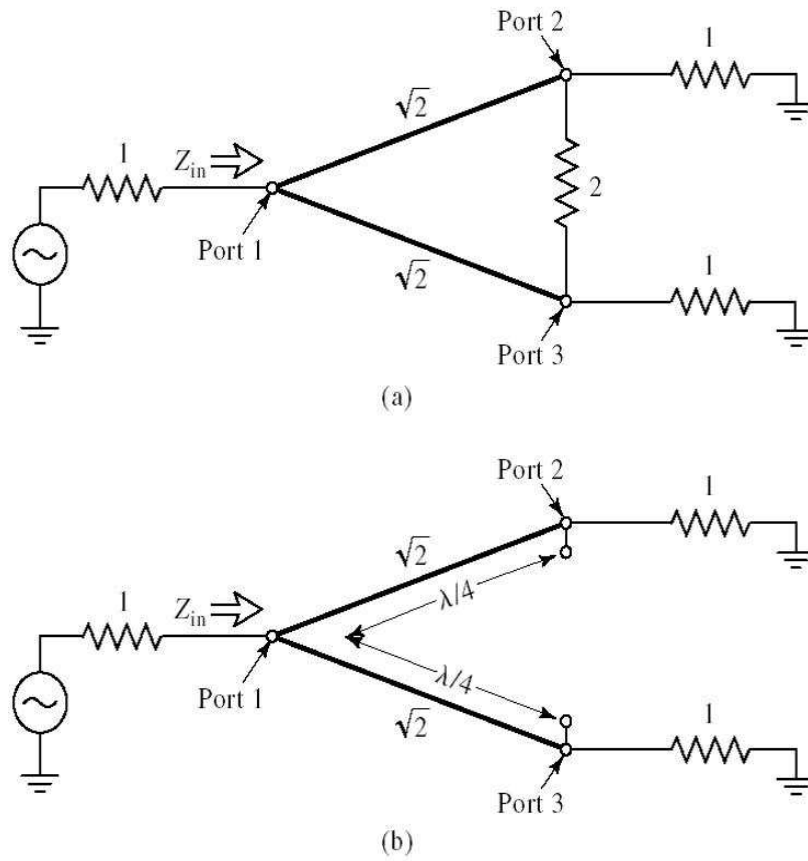 Port 2
1
√2
1
Z_in
2
Port 1
√2
1
Port 3
(a)
Port 2
1
√2
λ/4
1
Z_in
Port 1
λ/4
√2
1
Port 3
(b)